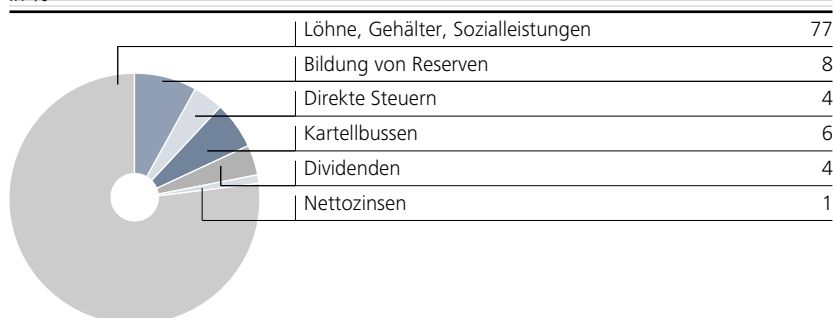 Löhne, Gehälter, Sozialleistungen 77
Bildung von Reserven 8
Direkte Steuern 4
Kartellbussen 6
Dividenden 4
Nettozinsen 1